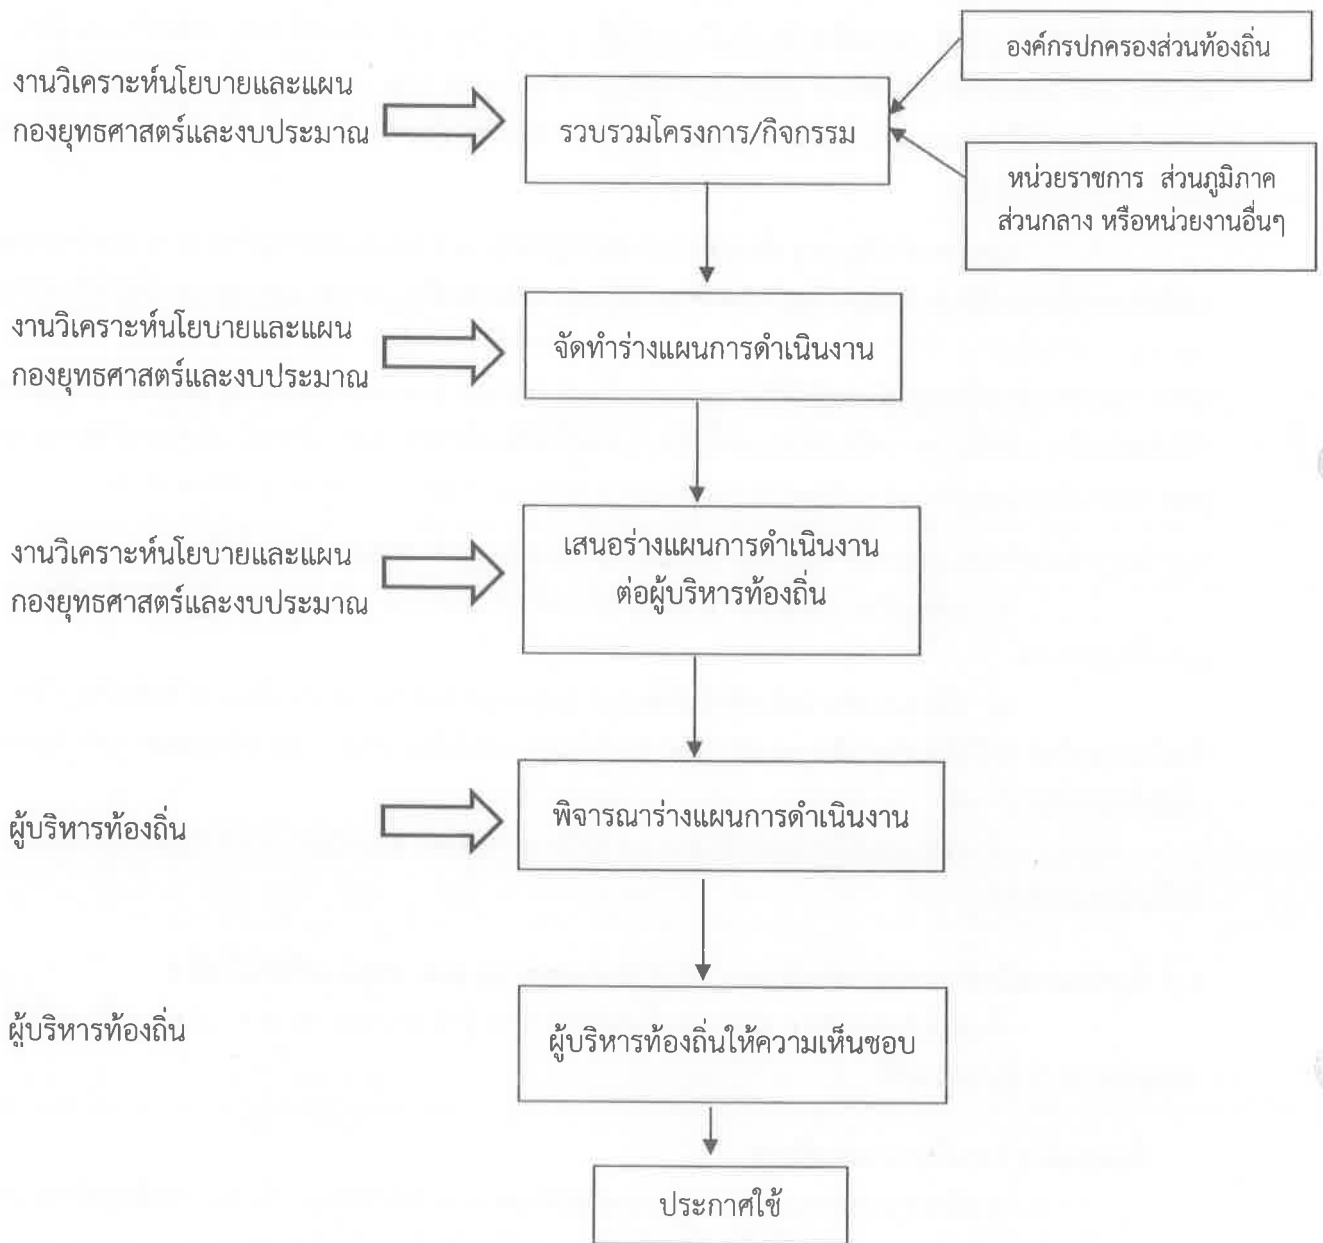 องค์กรปกครองส่วนท้องถิ่น
งานวิเคราะห์นโยบายและแผน
กองยุทธศาสตร์และงบประมาณ
รวบรวมโครงการ/กิจกรรม
หน่วยราชการ ส่วนภูมิภาค
ส่วนกลาง หรือหน่วยงานอื่นๆ
งานวิเคราะห์นโยบายและแผน
กองยุทธศาสตร์และงบประมาณ
จัดทำร่างแผนการดำเนินงาน
งานวิเคราะห์นโยบายและแผน
กองยุทธศาสตร์และงบประมาณ
เสนอร่างแผนการดำเนินงาน
ต่อผู้บริหารท้องถิ่น
ผู้บริหารท้องถิ่น
พิจารณาร่างแผนการดำเนินงาน
ผู้บริหารท้องถิ่น
ผู้บริหารท้องถิ่นให้ความเห็นชอบ
ประกาศใช้